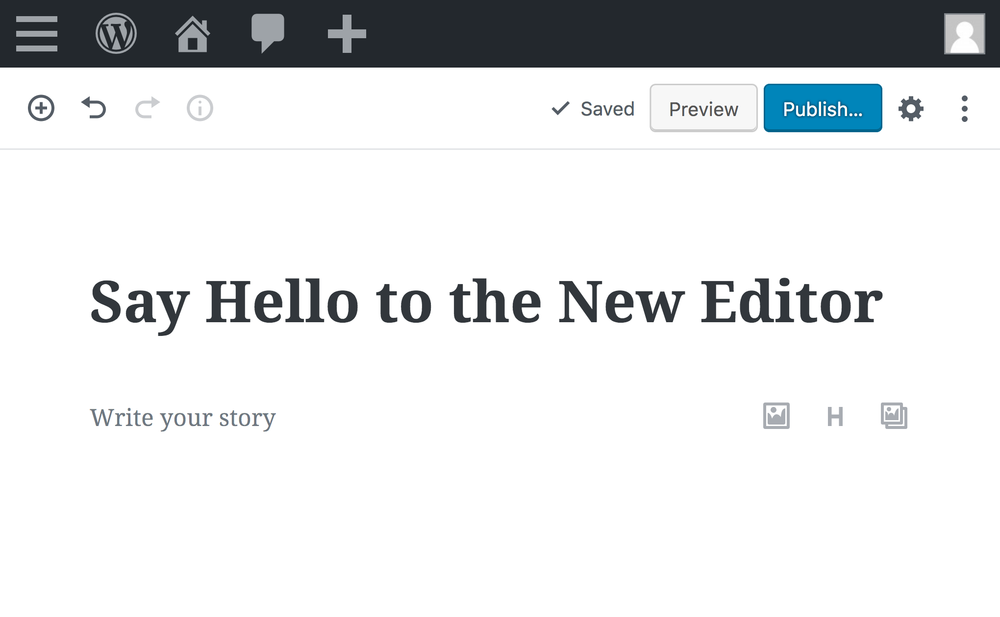 Saved
Preview
Publish...
Say Hello to the New Editor
Write your story
H